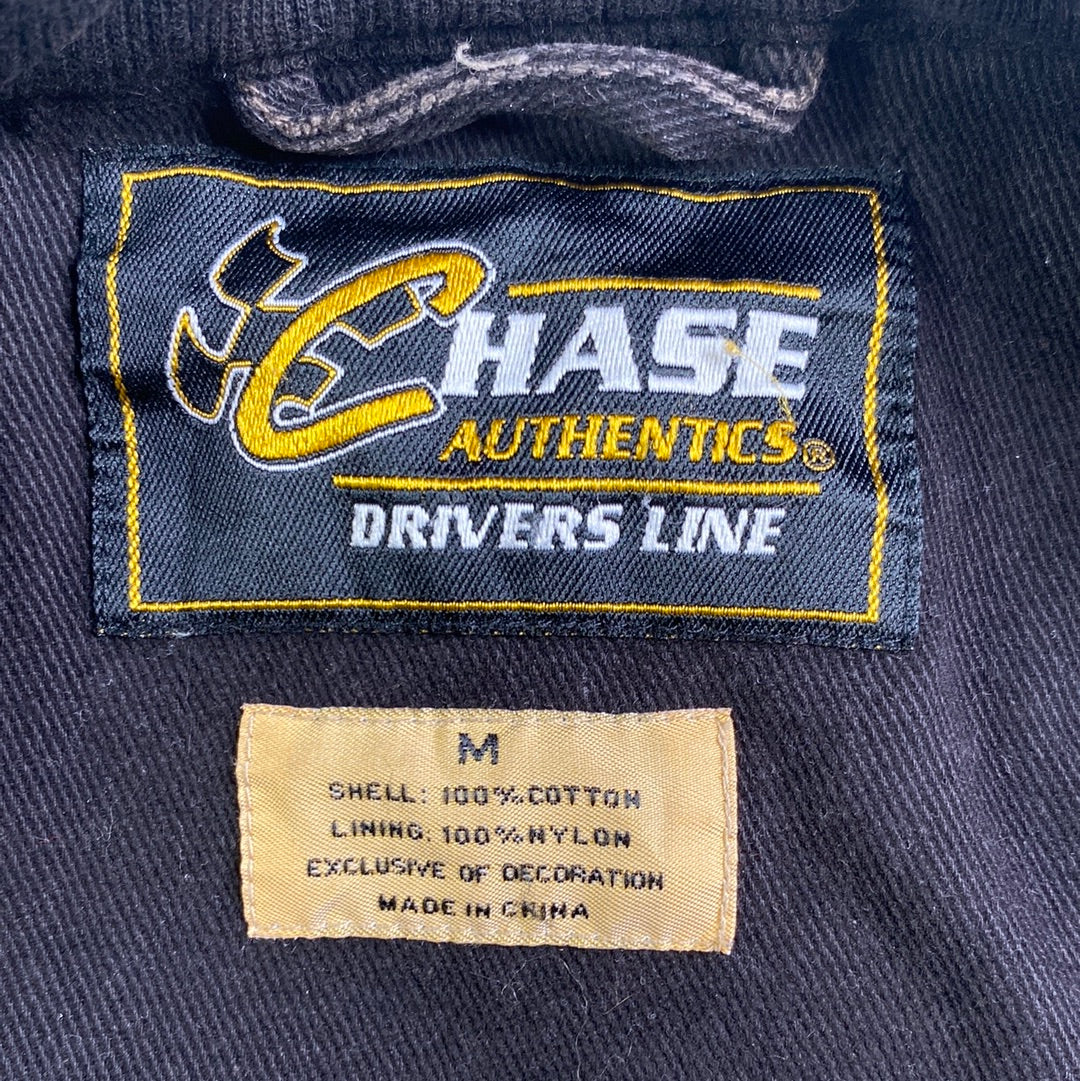 CHASE
AUTHENTICS®
DRIVERS LINE
M
SHELL: 100% COTTON
LINING: 100% NYLON
EXCLUSIVE OF DECORATION
MADE IN CHINA